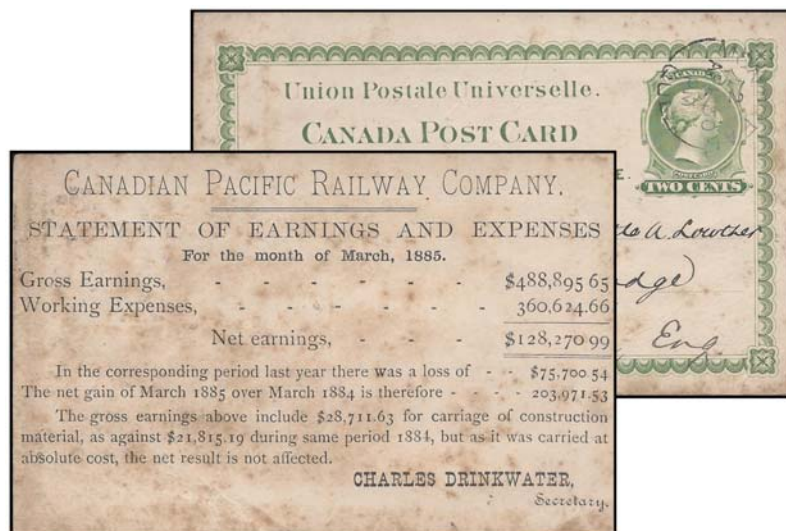 Union Postale Universelle.
CANADA POST CARD
E.
TWO CENTS
A. Lowther
Eng
CANADIAN PACIFIC RAILWAY COMPANY.
STATEMENT OF EARNINGS AND EXPENSES
For the month of March, 1885.
Gross Earnings, - - - - - - - $488,895 65
Working Expenses, - - - - - - 360,624.66
Net earnings, - - - $128,270 99
In the corresponding period last year there was a loss of - - $75,700 54
The net gain of March 1885 over March 1884 is therefore - - - 203,971.53
The gross earnings above include $28,711.63 for carriage of construction
material, as against $21,815.19 during same period 1884, but as it was carried at
absolute cost, the net result is not affected.
CHARLES DRINKWATER,
Secretary.